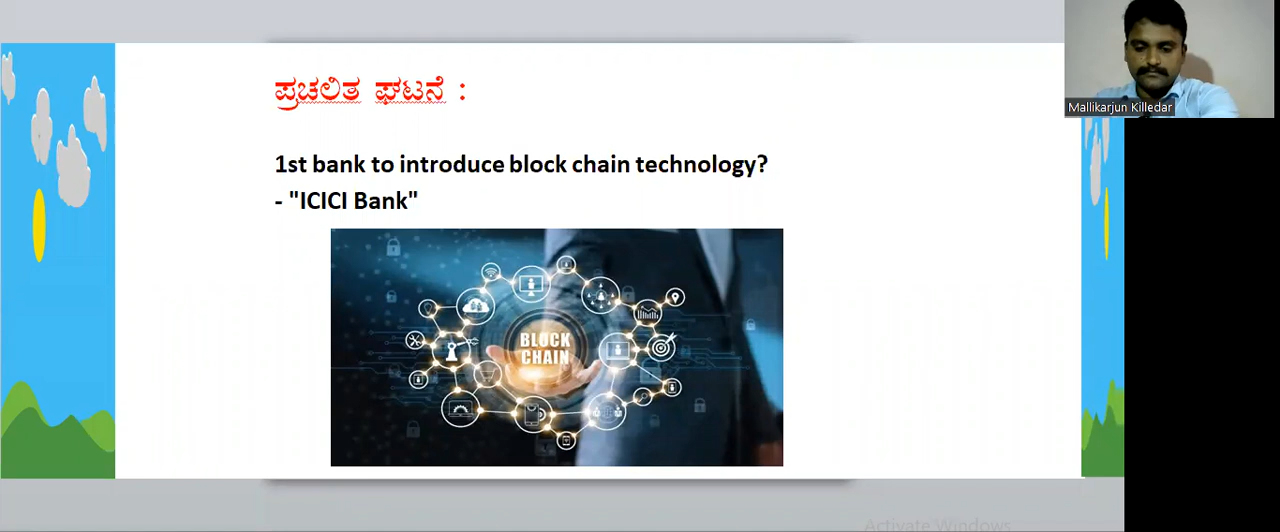 ಪ್ರಚಲಿತ ಘಟನೆ :
Mallikarjun Killedar
1st bank to introduce block chain technology?
- "ICICI Bank"
BLOCK
CHAIN
Activate Windows